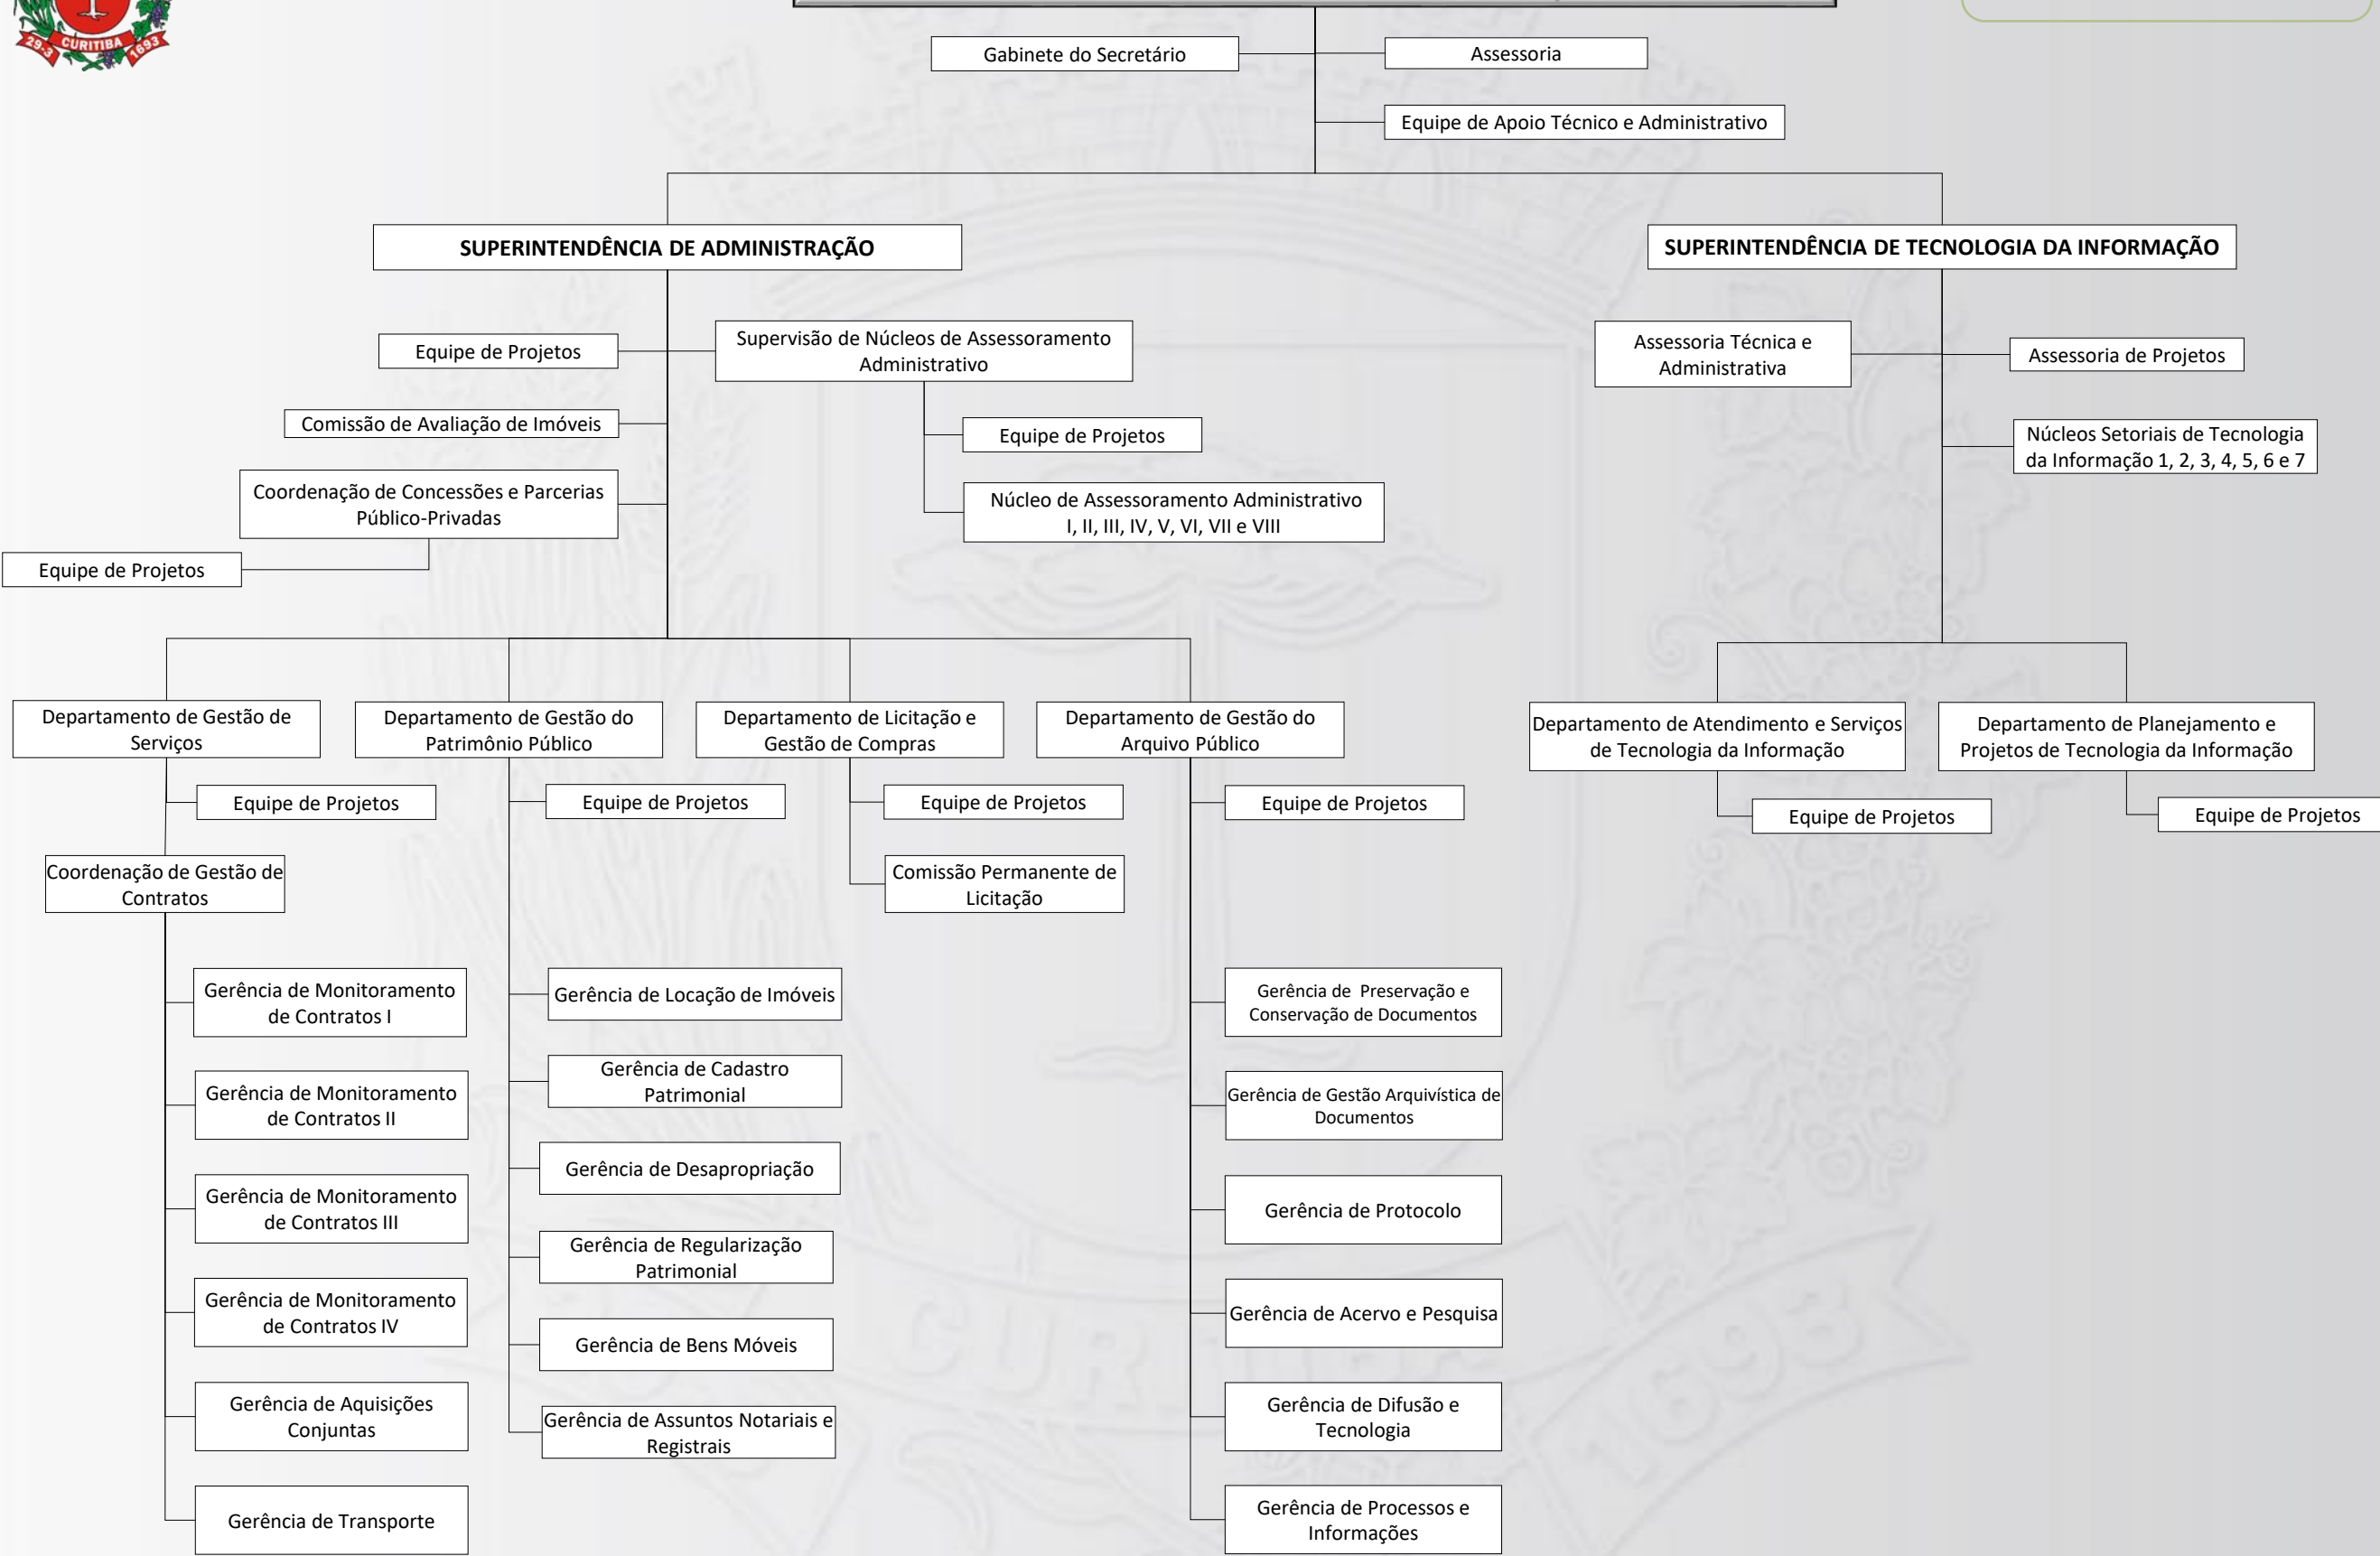 29-3 CURITIBA 1693
Gabinete do Secretário
Assessoria
Equipe de Apoio Técnico e Administrativo
SUPERINTENDÊNCIA DE ADMINISTRAÇÃO
SUPERINTENDÊNCIA DE TECNOLOGIA DA INFORMAÇÃO
Equipe de Projetos
Supervisão de Núcleos de Assessoramento
Administrativo
Assessoria Técnica e
Administrativa
Assessoria de Projetos
Comissão de Avaliação de Imóveis
Equipe de Projetos
Núcleos Setoriais de Tecnologia
da Informação 1, 2, 3, 4, 5, 6 e 7
Coordenação de Concessões e Parcerias
Público-Privadas
Núcleo de Assessoramento Administrativo
I, II, III, IV, V, VI, VII e VIII
Equipe de Projetos
Departamento de Gestão de
Serviços
Departamento de Gestão do
Patrimônio Público
Departamento de Licitação e
Gestão de Compras
Departamento de Gestão do
Arquivo Público
Departamento de Atendimento e Serviços
de Tecnologia da Informação
Departamento de Planejamento e
Projetos de Tecnologia da Informação
Equipe de Projetos
Equipe de Projetos
Equipe de Projetos
Equipe de Projetos
Equipe de Projetos
Equipe de Projetos
Coordenação de Gestão de
Contratos
Comissão Permanente de
Licitação
Gerência de Monitoramento
de Contratos I
Gerência de Monitoramento
de Contratos II
Gerência de Monitoramento
de Contratos III
Gerência de Monitoramento
de Contratos IV
Gerência de Aquisições
Conjuntas
Gerência de Transporte
Gerência de Locação de Imóveis
Gerência de Cadastro
Patrimonial
Gerência de Desapropriação
Gerência de Regularização
Patrimonial
Gerência de Bens Móveis
Gerência de Assuntos Notariais e
Registrais
Gerência de Preservação e
Conservação de Documentos
Gerência de Gestão Arquivística de
Documentos
Gerência de Protocolo
Gerência de Acervo e Pesquisa
Gerência de Difusão e
Tecnologia
Gerência de Processos e
Informações